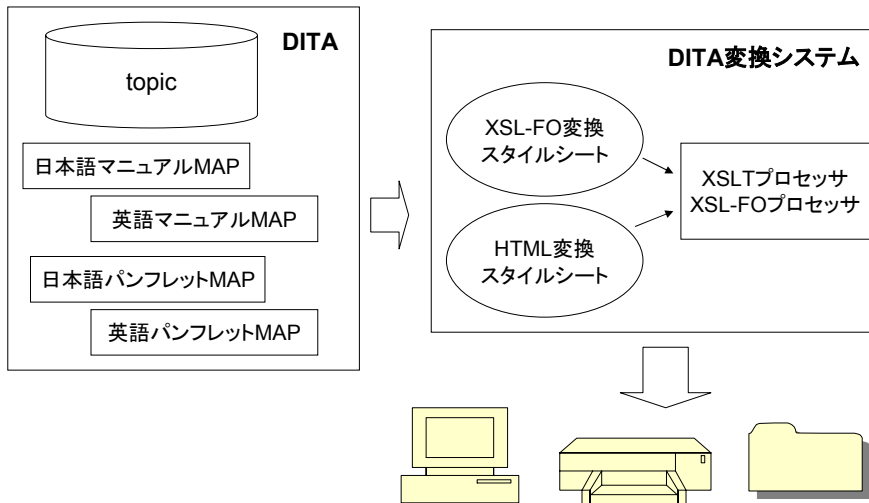 DITA
topic
日本語マニュアルMAP
英語マニュアルMAP
日本語パンフレットMAP
英語パンフレットMAP
DITA変換システム
XSL-FO変換
スタイルシート
HTML変換
スタイルシート
XSLTプロセッサ
XSL-FOプロセッサ